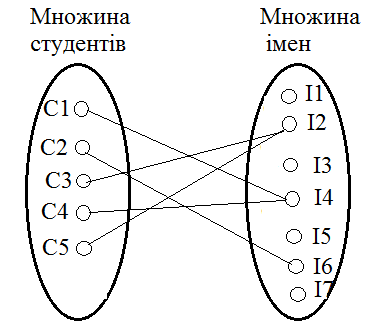 Множина
студентів
Множина
імен
С1
С2
С3
С4
С5
І1
І2
І3
І4
І5
І6
І7